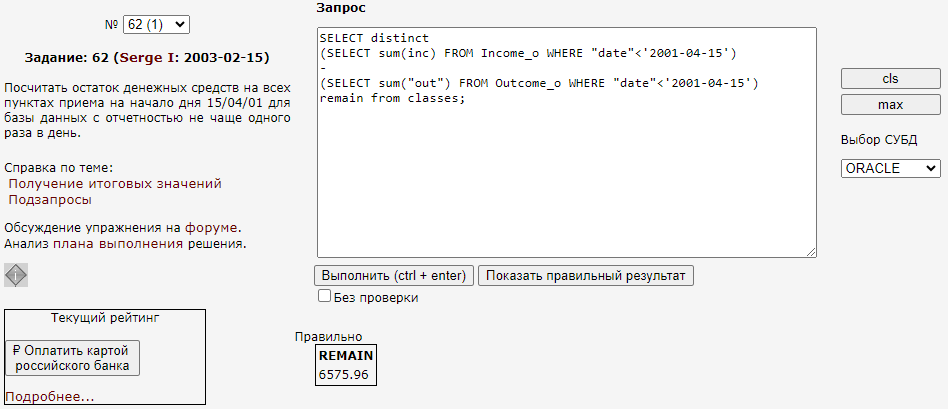 № 62 (1)
Задание: 62 (Serge I: 2003-02-15)
Посчитать остаток денежных средств на всех
пунктах приема на начало дня 15/04/01 для
базы данных с отчетностью не чаще одного
раза в день.
Справка по теме:
Получение итоговых значений
Подзапросы
Обсуждение упражнения на форуме.
Анализ плана выполнения решения.
i
Текущий рейтинг
₽ Оплатить картой
российского банка
Подробнее...
Запрос
SELECT distinct
(SELECT sum(inc) FROM Income_o WHERE "date"<'2001-04-15')
-
(SELECT sum("out") FROM Outcome_o WHERE "date"<'2001-04-15')
remain from classes;
Выполнить (ctrl + enter) Показать правильный результат
Без проверки
Правильно
REMAIN
6575.96
cls
max
Выбор СУБД
ORACLE